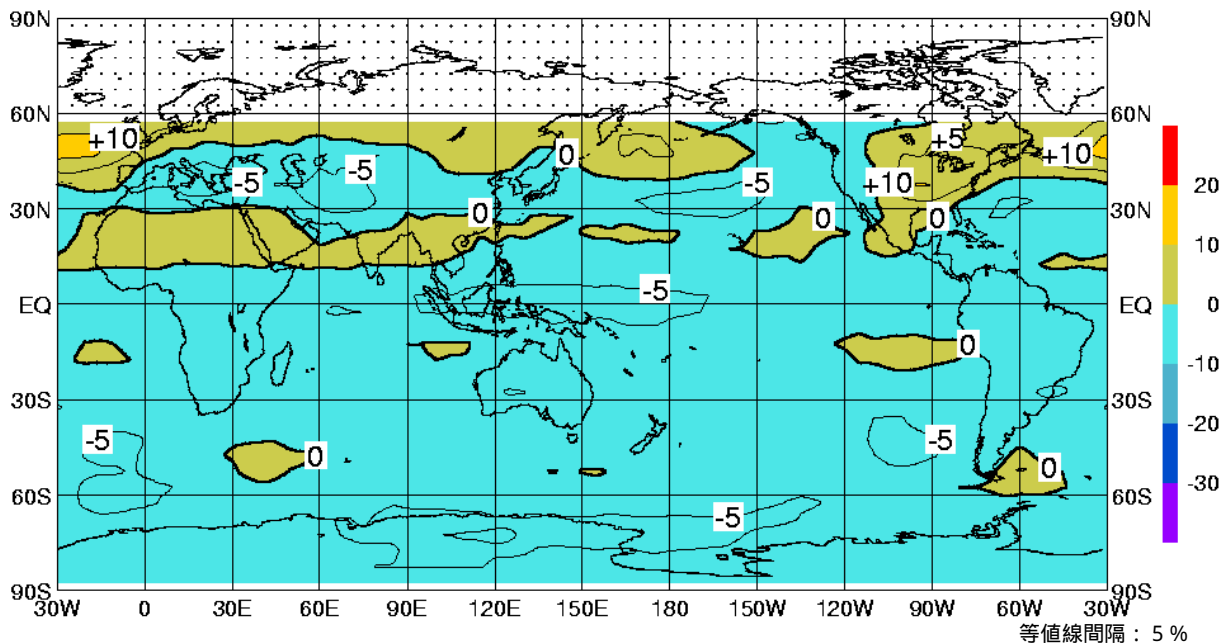 90N 90N
60N 60N
+10 +5
0 +10
-5 -5 -5 +10
30N 30N
0 0 0
-5
EQ EQ
0
30S 30S
-5 -5
0 0
60S 60S
-5
90S 90S
30W 0 30E 60E 90E 120E 150E 180 150W 120W 90W 60W 30W
20
10
0
-10
-20
-30
等値線間隔： 5 %